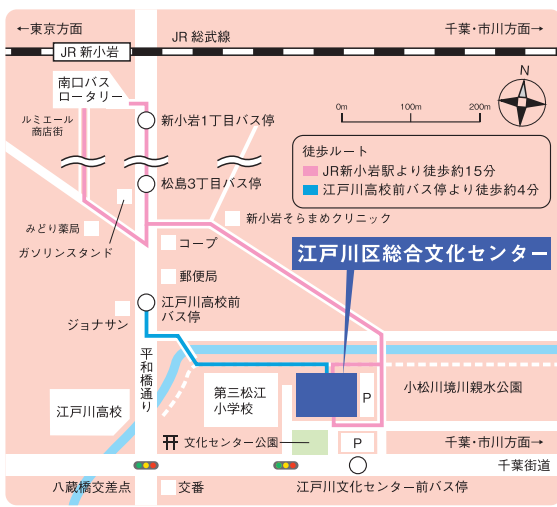 ←東京方面
千葉・市川方面→
JR 総武線
JR 新小岩
南口バス
ロータリー
ルミエール
商店街
新小岩1丁目バス停
0m
100m
200m
N
徒歩ルート
JR新小岩駅より徒歩約15分
江戸川高校前バス停より徒歩約4分
松島3丁目バス停
みどり薬局
ガソリンスタンド
新小岩そらまめクリニック
コープ
江戸川区総合文化センター
郵便局
江戸川高校前
バス停
ジョナサン
平和橋通り
第三松江
小学校
P
小松川境川親水公園
江戸川高校
文化センター公園
P
千葉・市川方面→
千葉街道
八蔵橋交差点
交番
江戸川文化センター前バス停